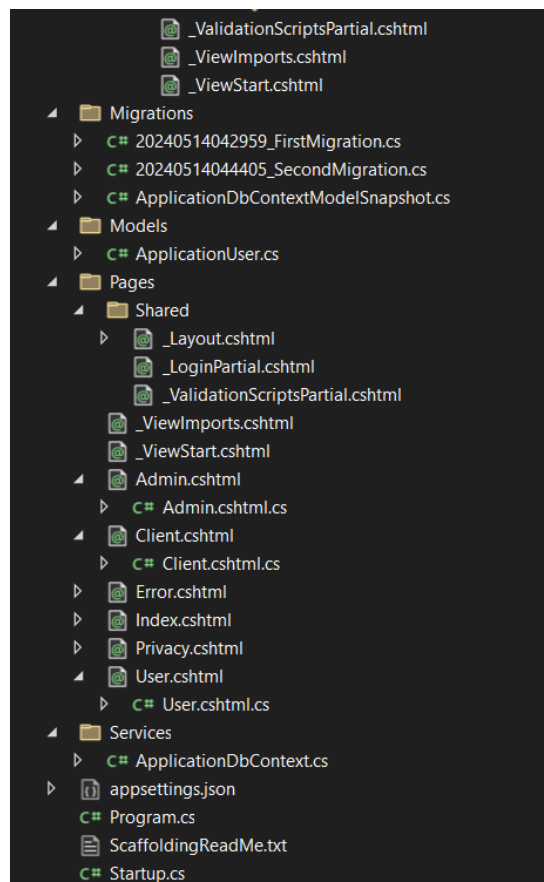 _ValidationScriptsPartial.cshtml
_ViewImports.cshtml
_ViewStart.cshtml
Migrations
C# 20240514042959_FirstMigration.cs
C# 20240514044405_SecondMigration.cs
C# ApplicationDbContextModelSnapshot.cs
Models
C# ApplicationUser.cs
Pages
Shared
_Layout.cshtml
_LoginPartial.cshtml
_ValidationScriptsPartial.cshtml
_ViewImports.cshtml
_ViewStart.cshtml
Admin.cshtml
C# Admin.cshtml.cs
Client.cshtml
C# Client.cshtml.cs
Error.cshtml
Index.cshtml
Privacy.cshtml
User.cshtml
C# User.cshtml.cs
Services
C# ApplicationDbContext.cs
appsettings.json
C# Program.cs
ScaffoldingReadMe.txt
C# Startup.cs